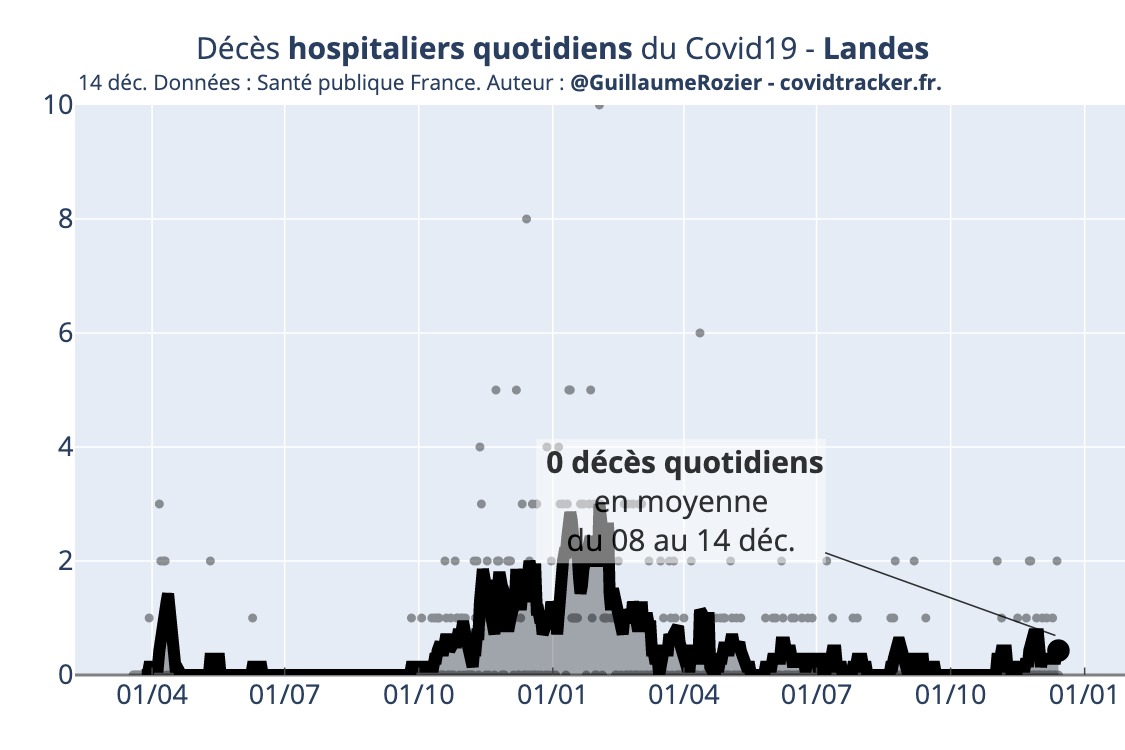 Décès hospitaliers quotidiens du Covid19 - Landes
14 déc. Données : Santé publique France. Auteur : @GuillaumeRozier - covidtracker.fr.
10
8
6
4
2
0
0 décès quotidiens
en moyenne
du 08 au 14 déc.
01/04 01/07 01/10 01/01 01/04 01/07 01/10 01/01